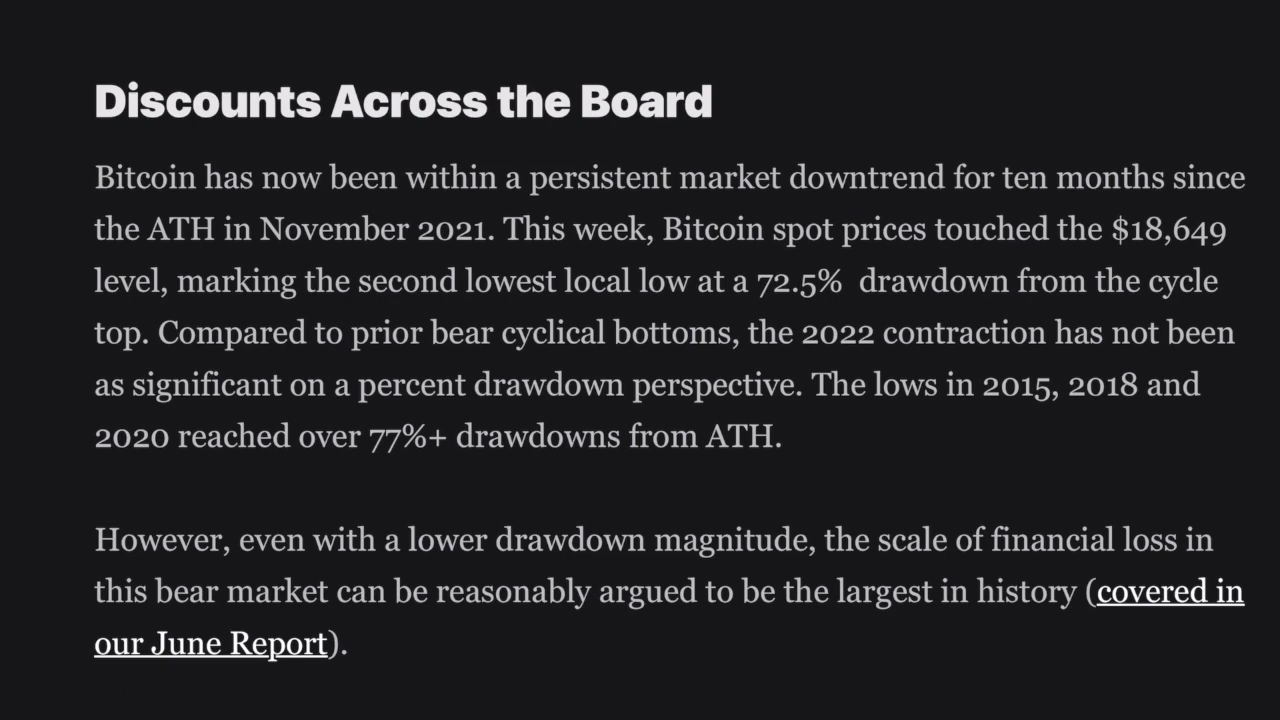 Discounts Across the Board
Bitcoin has now been within a persistent market downtrend for ten months since
the ATH in November 2021. This week, Bitcoin spot prices touched the $18,649
level, marking the second lowest local low at a 72.5%  drawdown from the cycle
top. Compared to prior bear cyclical bottoms, the 2022 contraction has not been
as significant on a percent drawdown perspective. The lows in 2015, 2018 and
2020 reached over 77%+ drawdowns from ATH.
However, even with a lower drawdown magnitude, the scale of financial loss in
this bear market can be reasonably argued to be the largest in history (covered in
our June Report).